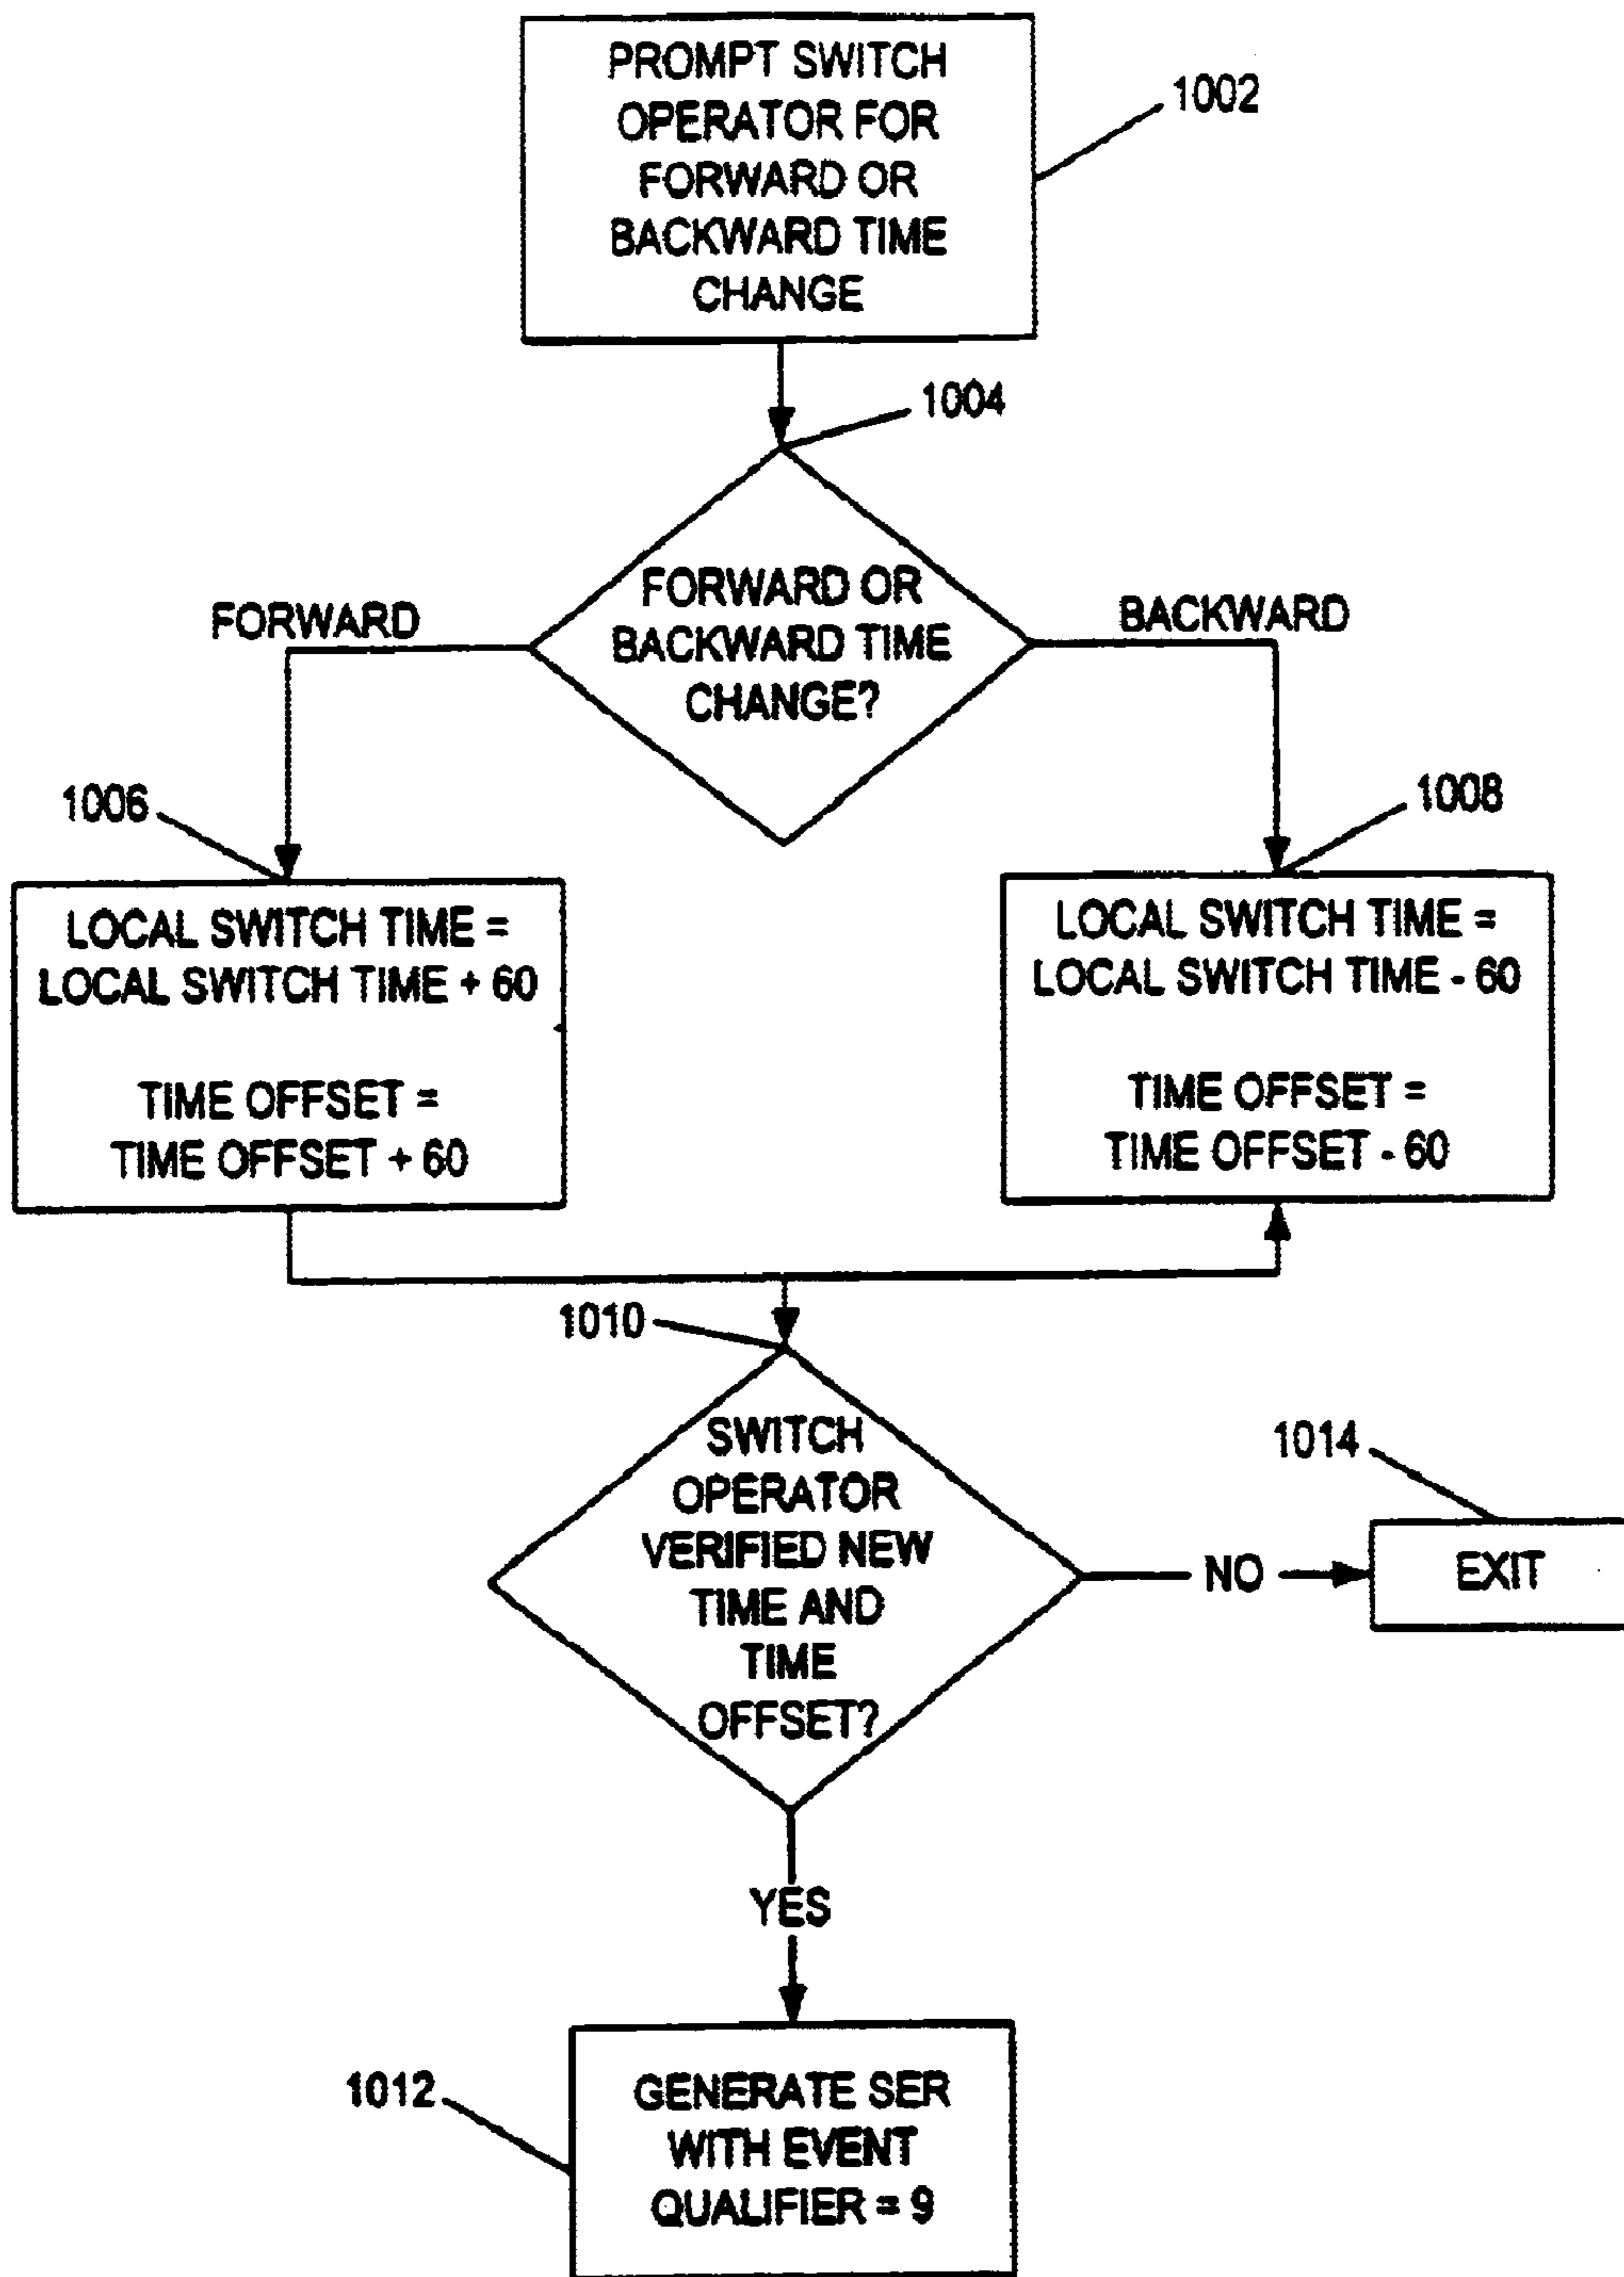 PROMPT SWITCH
OPERATOR FOR
FORWARD OR
BACKWARD TIME
CHANGE
1002
1004
FORWARD OR
BACKWARD TIME
CHANGE?
FORWARD
BACKWARD
1006
1008
LOCAL SWITCH TIME =
LOCAL SWITCH TIME + 60
TIME OFFSET =
TIME OFFSET + 60
LOCAL SWITCH TIME =
LOCAL SWITCH TIME - 60
TIME OFFSET =
TIME OFFSET - 60
1010
SWITCH
OPERATOR
VERIFIED NEW
TIME AND
TIME
OFFSET?
NO
1014
EXIT
YES
1012
GENERATE SER
WITH EVENT
QUALIFIER = 9